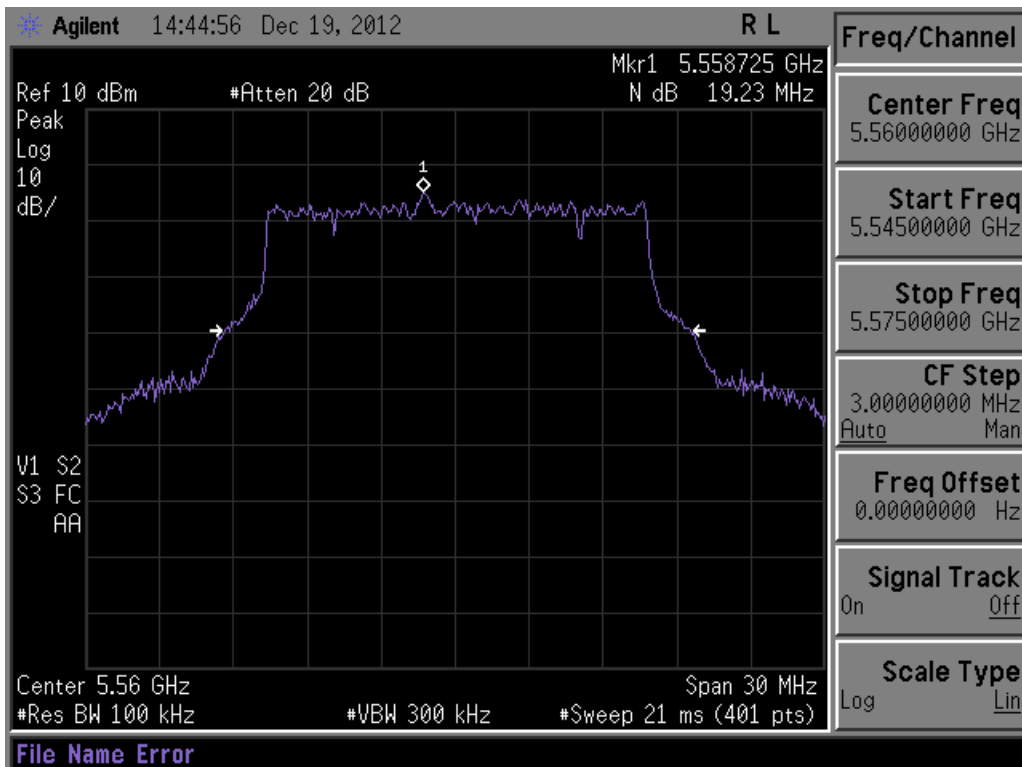 Agilent 14:44:56 Dec 19, 2012 R L
Mkr1 5.558725 GHz
Ref 10 dBm #Atten 20 dB N dB 19.23 MHz
Peak
Log
10
dB/
1
V1 S2
S3 FC
AA
Center 5.56 GHz Span 30 MHz
#Res BW 100 kHz #VBW 300 kHz #Sweep 21 ms (401 pts)
File Name Error
Freq/Channel
Center Freq
5.56000000 GHz
Start Freq
5.54500000 GHz
Stop Freq
5.57500000 GHz
CF Step
3.00000000 MHz
Auto Man
Freq Offset
0.00000000 Hz
Signal Track
On Off
Scale Type
Log Lin